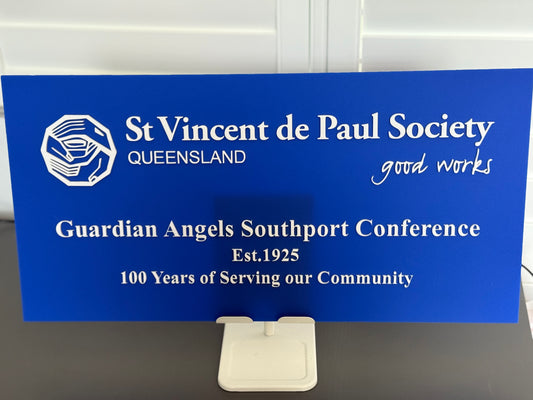 St Vincent de Paul Society
QUEENSLAND
good works
Guardian Angels Southport Conference
Est.1925
100 Years of Serving our Community